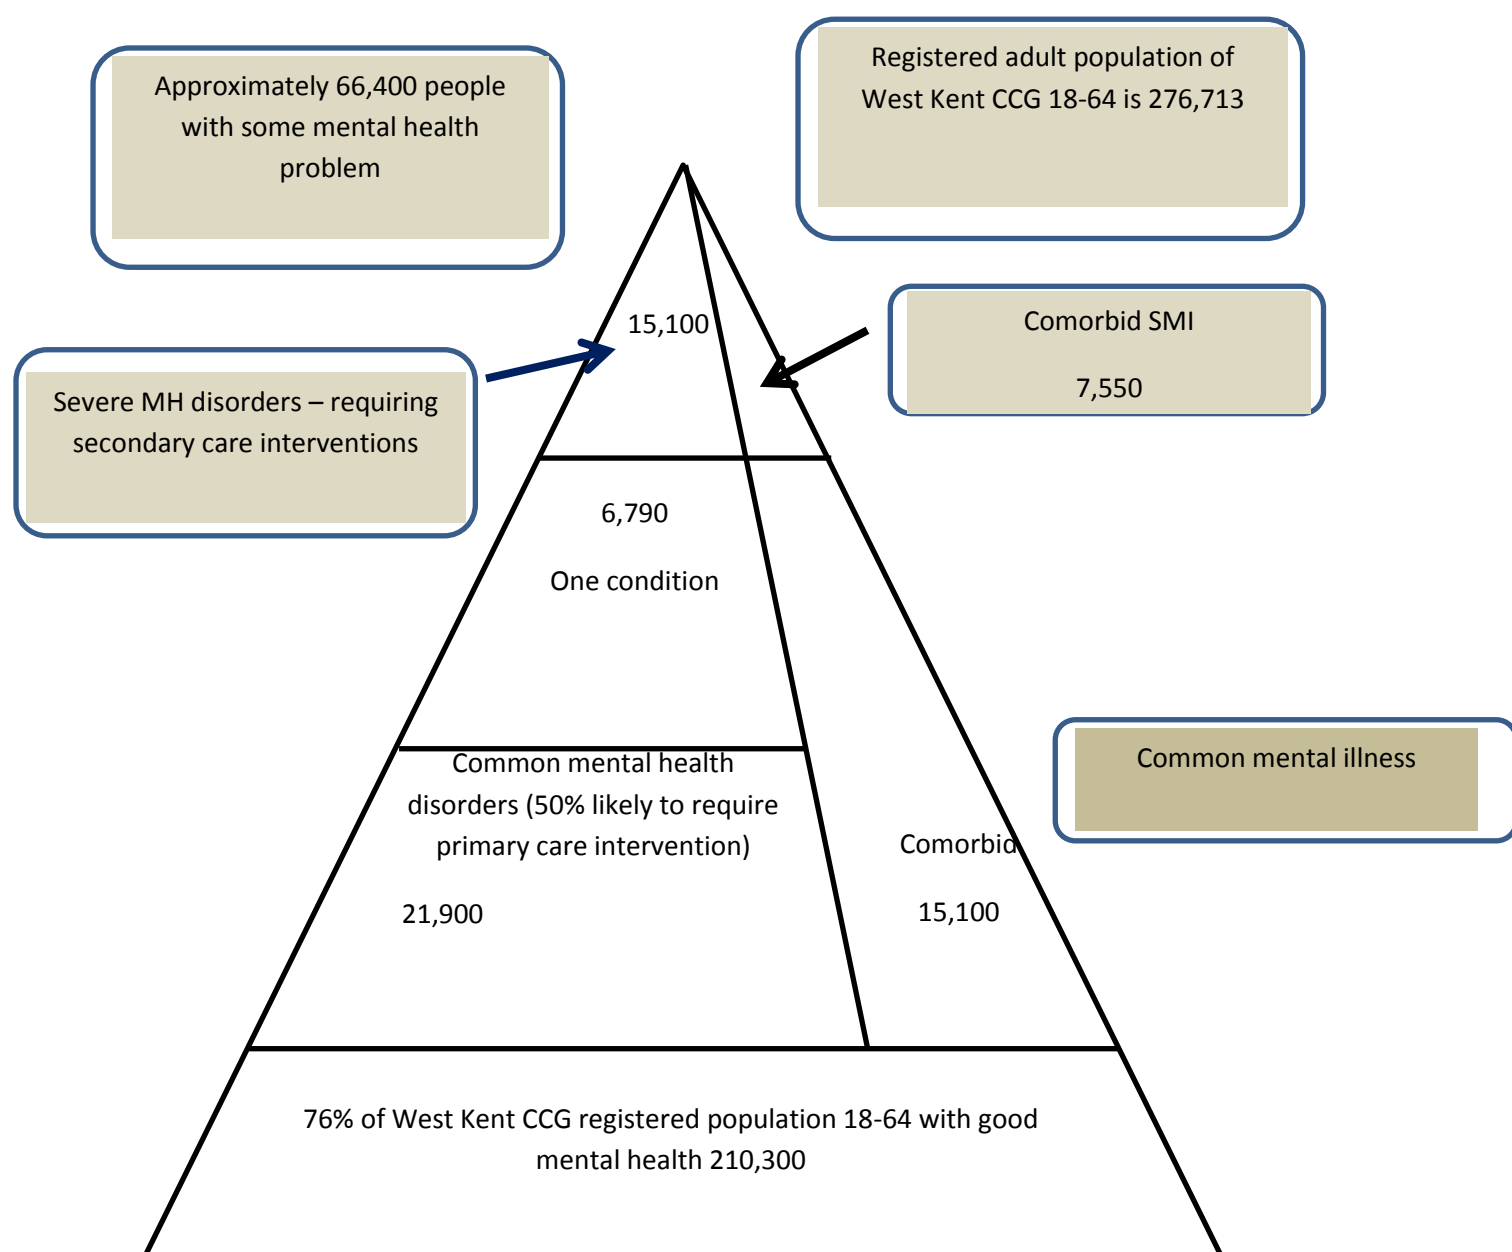 Approximately 66,400 people
with some mental health
problem
Registered adult population of
West Kent CCG 18-64 is 276,713
15,100
Comorbid SMI
7,550
Severe MH disorders – requiring
secondary care interventions
6,790
One condition
Common mental health
disorders (50% likely to require
primary care intervention)
21,900
Common mental illness
Comorbid
15,100
76% of West Kent CCG registered population 18-64 with good
mental health 210,300